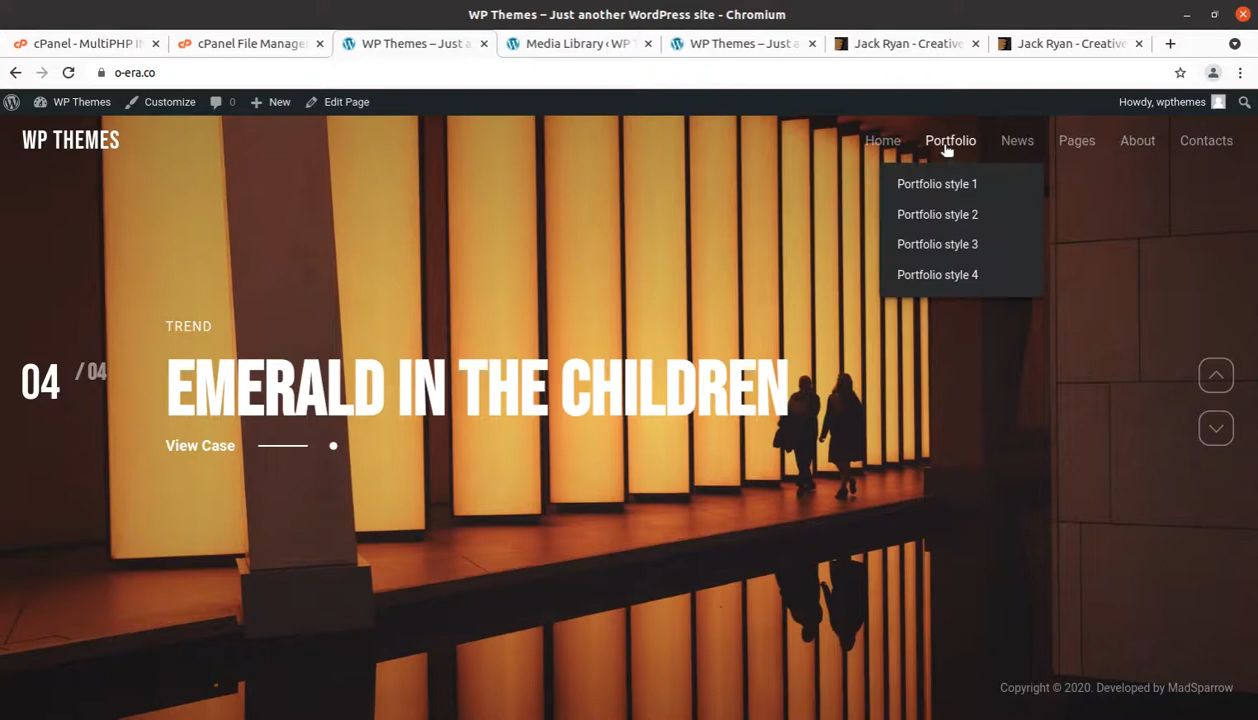 WP Themes – Just another WordPress site - Chromium
cPanel - MultiPHP IN
cPanel File Manage
WP Themes – Just a
Media Library ‹ WP T
WP Themes – Just a
Jack Ryan - Creative
Jack Ryan - Creative
o-era.co
WP Themes Customize 0 New Edit Page Howdy, wpthemes
WP THEMES
Home Portfolio News Pages About Contacts
Portfolio style 1
Portfolio style 2
Portfolio style 3
Portfolio style 4
TREND
04 / 04
EMERALD IN THE CHILDREN
View Case
Copyright © 2020. Developed by MadSparrow